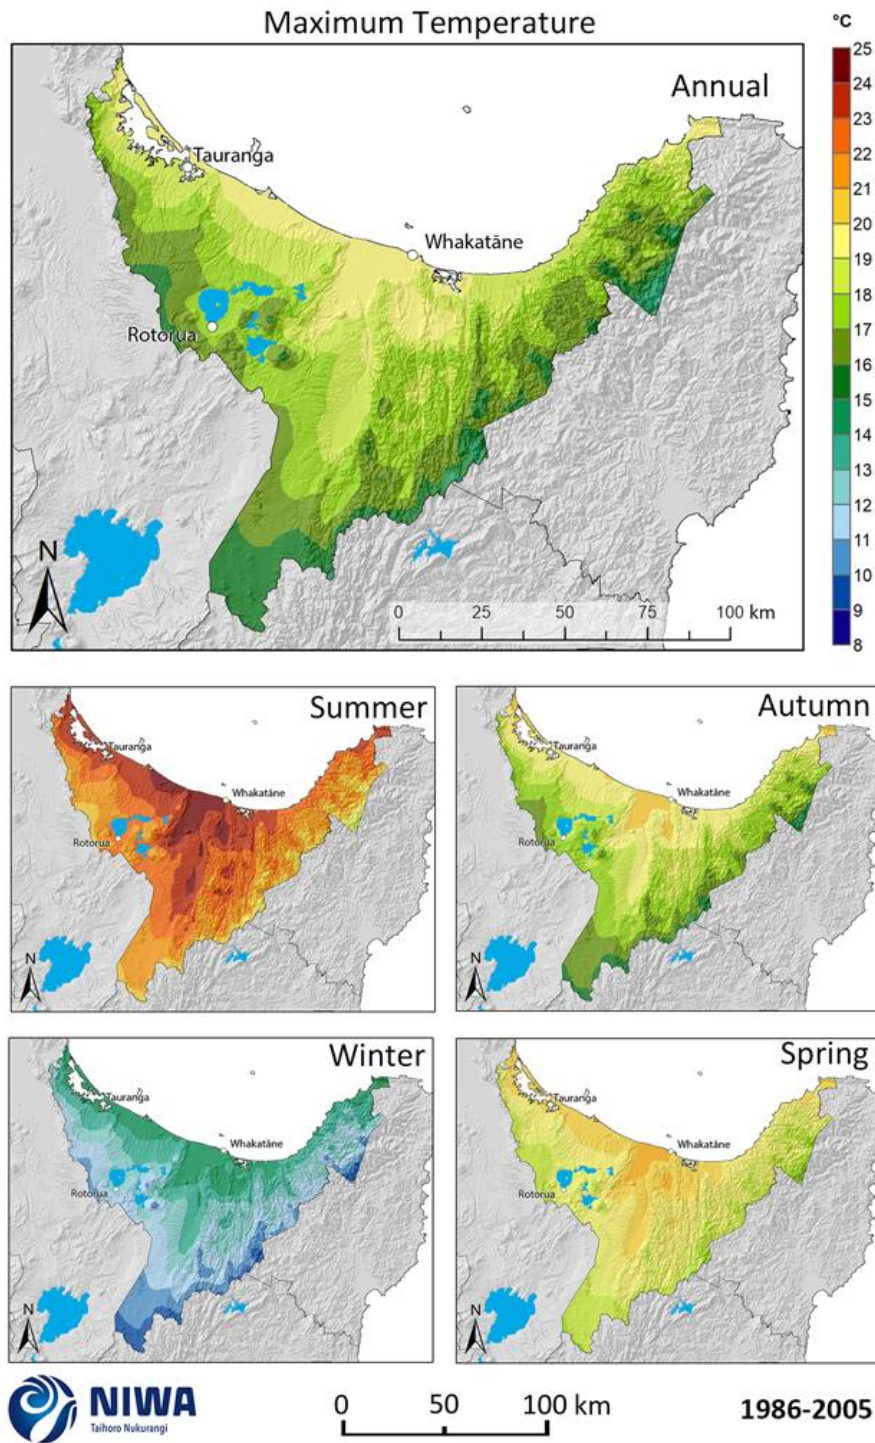 Maximum Temperature
°C
Annual
Tauranga
Whakatāne
Rotorua
N
0 25 50 75 100 km
25
24
23
22
21
20
19
18
17
16
15
14
13
12
11
10
9
8
Summer
Tauranga
Whakatāne
Rotorua
N
Autumn
Tauranga
Whakatāne
Rotorua
N
Winter
Tauranga
Whakatāne
Rotorua
N
Spring
Tauranga
Whakatāne
Rotorua
N
NIWA
Taihoro Nukurangi
0 50 100 km
1986-2005